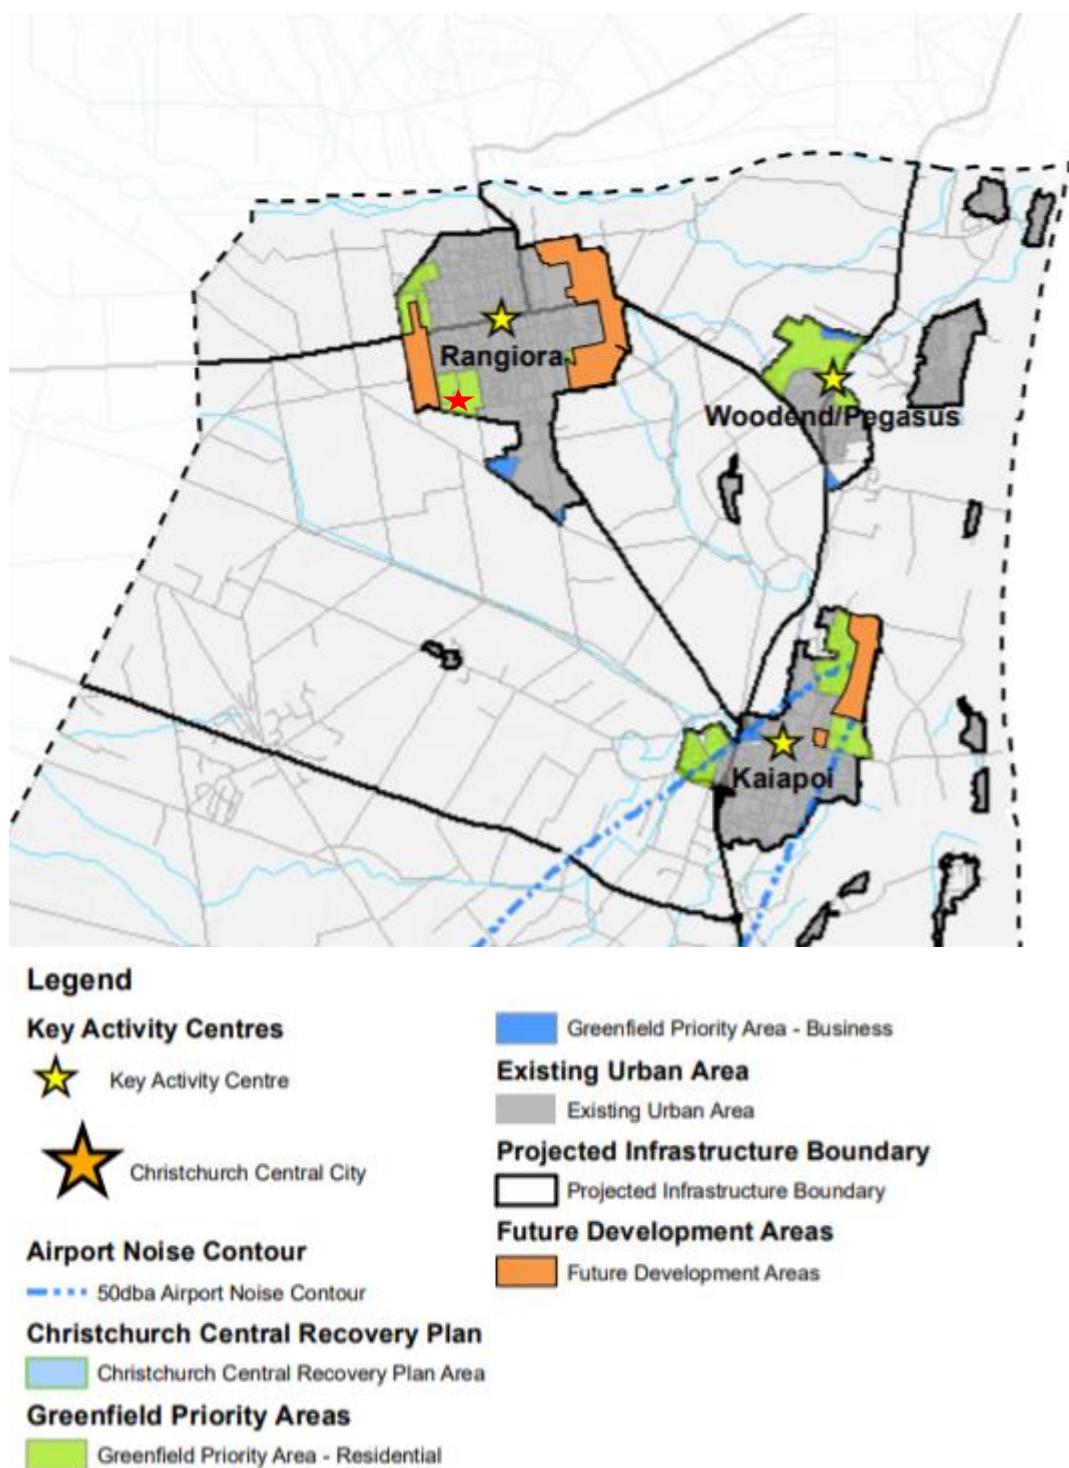 Rangiora
Woodend/Pegasus
Kaiapoi
Legend
Key Activity Centres
Key Activity Centre
Christchurch Central City
Airport Noise Contour
50dba Airport Noise Contour
Christchurch Central Recovery Plan
Christchurch Central Recovery Plan Area
Greenfield Priority Areas
Greenfield Priority Area - Residential
Greenfield Priority Area - Business
Existing Urban Area
Existing Urban Area
Projected Infrastructure Boundary
Projected Infrastructure Boundary
Future Development Areas
Future Development Areas